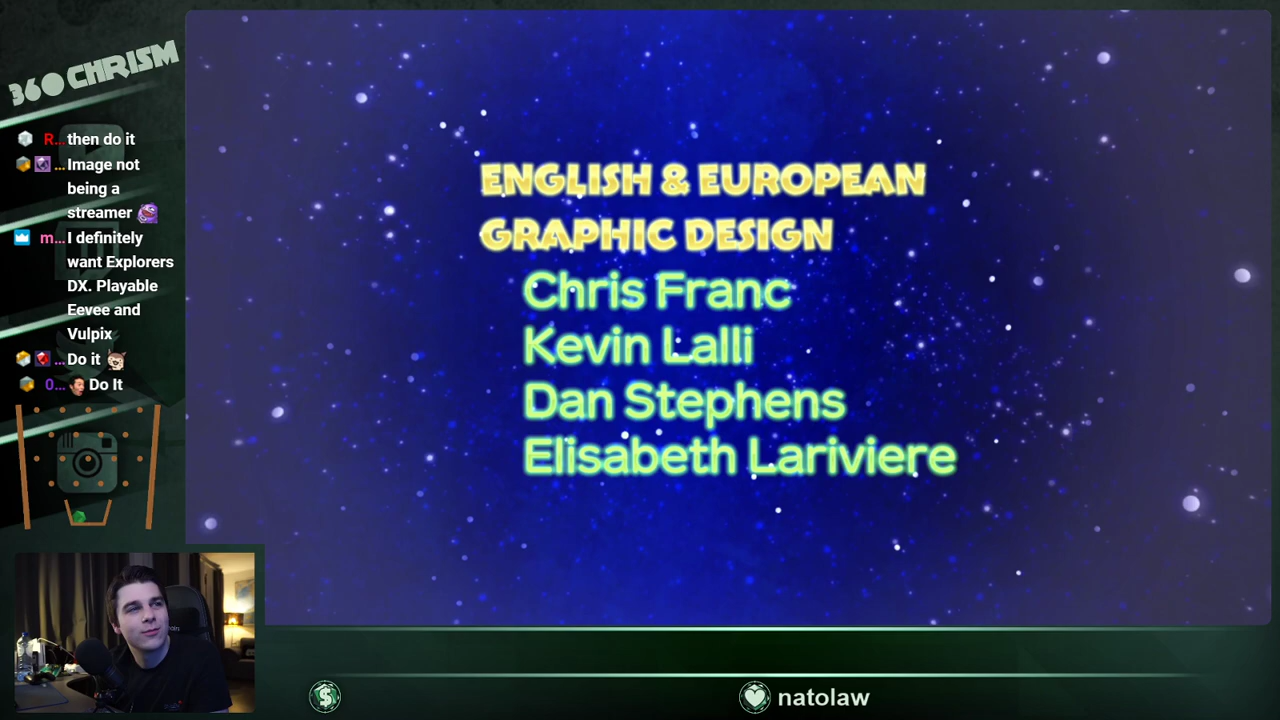 360 CHRISM
R... then do it
... Image not
being a
streamer
m... I definitely
want Explorers
DX. Playable
Eevee and
Vulpix
... Do it
0... Do It
ENGLISH & EUROPEAN
GRAPHIC DESIGN
Chris Franc
Kevin Lalli
Dan Stephens
Elisabeth Lariviere
natolaw